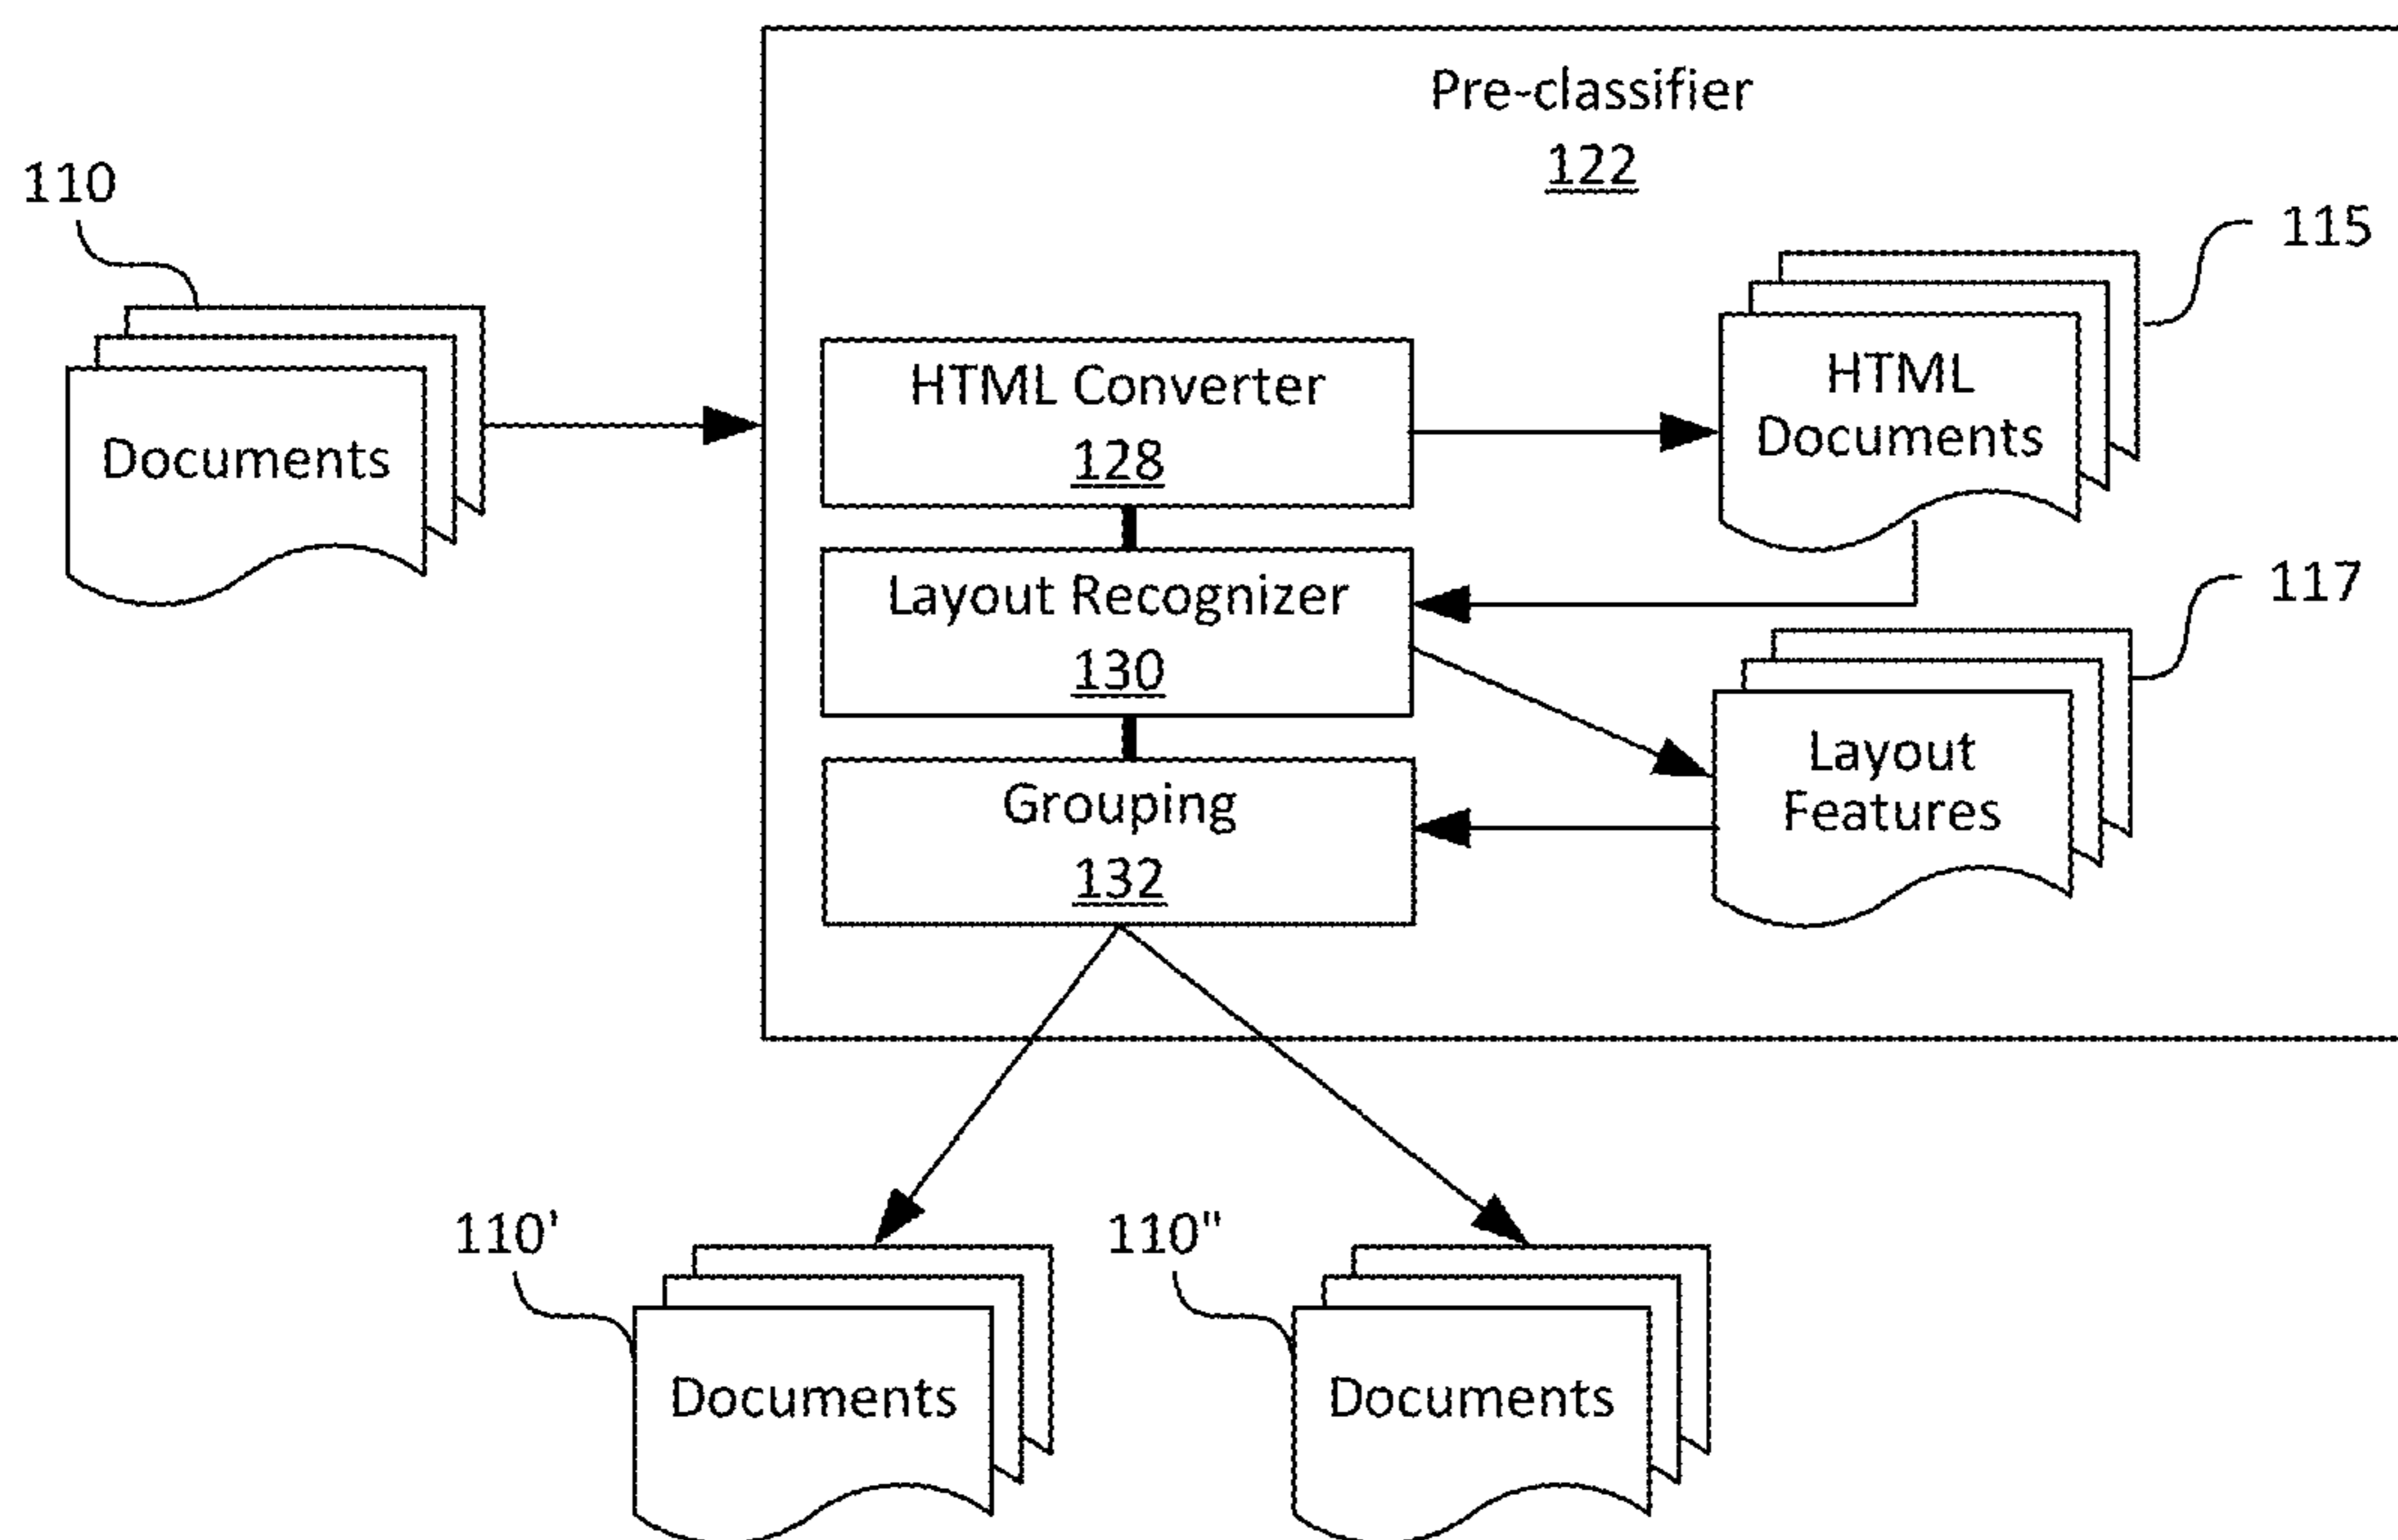 Pre-classifier
122
110
115
Documents
HTML Converter
128
HTML
Documents
Layout Recognizer
130
117
Layout
Features
Grouping
132
110'
110"
Documents
Documents